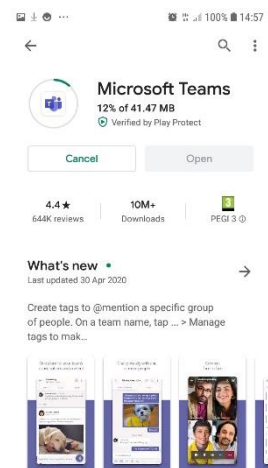 100% 14:57
Microsoft Teams
12% of 41.47 MB
Verified by Play Protect
Cancel
Open
4.4★
644K reviews
10M+
Downloads
3
PEGI 3
What's new
Last updated 30 Apr 2020
Create tags to @mention a specific group
of people. On a team name, tap ... > Manage
tags to mak...